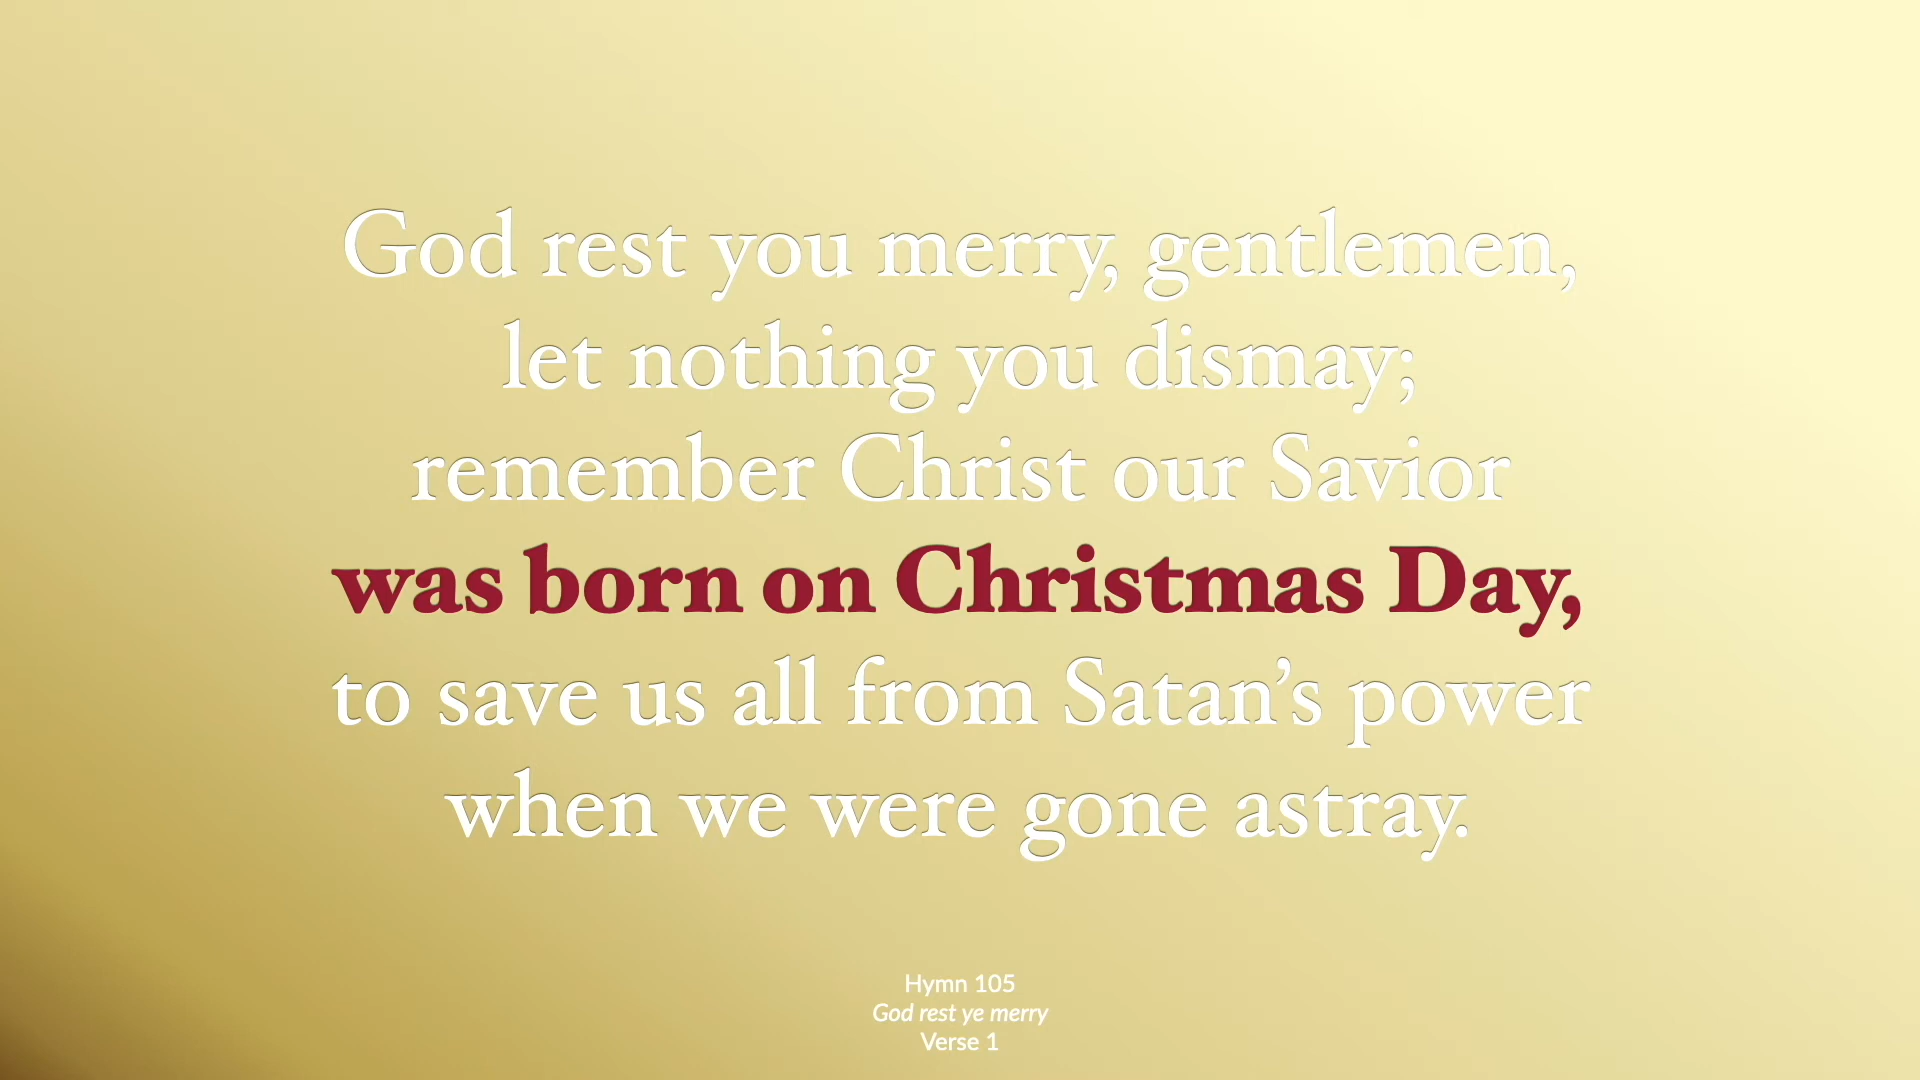 God rest you merry, gentlemen,
let nothing you dismay;
remember Christ our Savior
was born on Christmas Day,
to save us all from Satan’s power
when we were gone astray.
Hymn 105
God rest ye merry
Verse 1